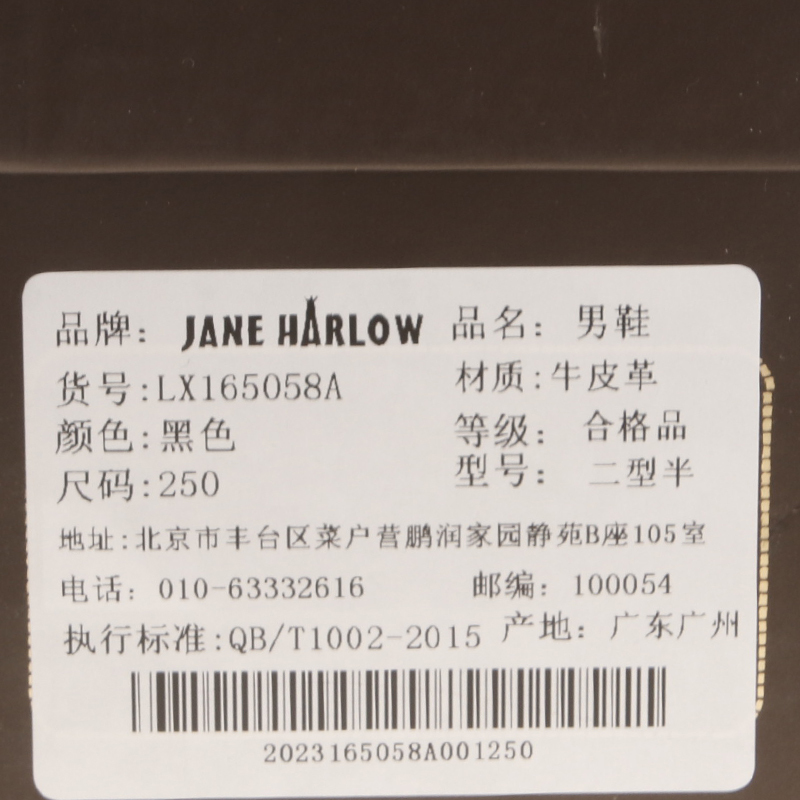 品牌： JANE HARLOW 品名： 男鞋
货号:LX165058A 材质:牛皮革
颜色:黑色 等级： 合格品
尺码:250 型号： 二型半
地址:北京市丰台区菜户营鹏润家园静苑B座105室
电话： 010-63332616 邮编： 100054
执行标准:QB/T1002-2015 产地： 广东广州
2023165058A001250